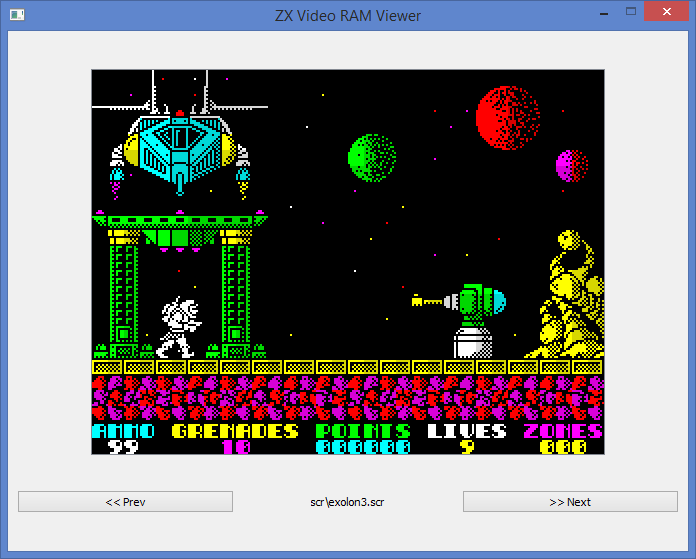 ZX Video RAM Viewer
AMMO GRENADES POINTS LIVES ZONES
99 10 000000 9 000
<< Prev scr\exolon3.scr >> Next